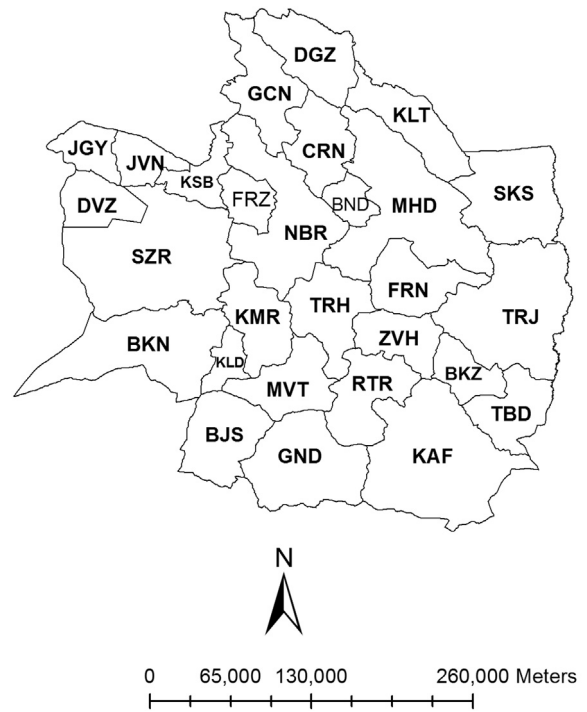 DGZ
GCN
KLT
CRN
JGY
JVN
KSB
SKS
FRZ
BND
DVZ
MHD
NBR
SZR
FRN
TRH
KMR
TRJ
ZVH
BKN
KLD
BKZ
RTR
MVT
TBD
BJS
GND
KAF
N
0 65,000 130,000 260,000 Meters